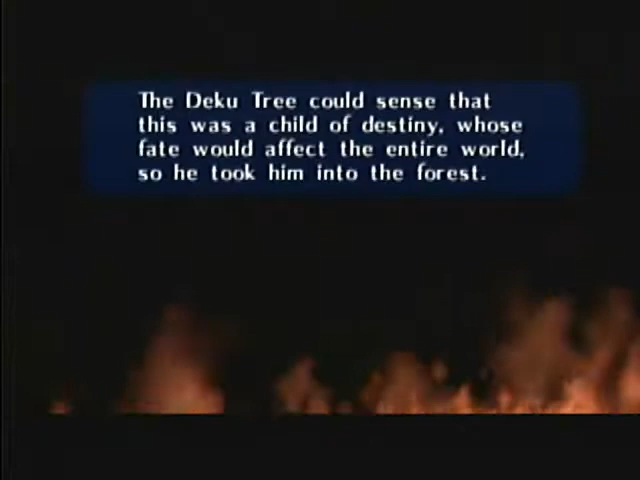 The Deku Tree could sense that
this was a child of destiny, whose
fate would affect the entire world,
so he took him into the forest.